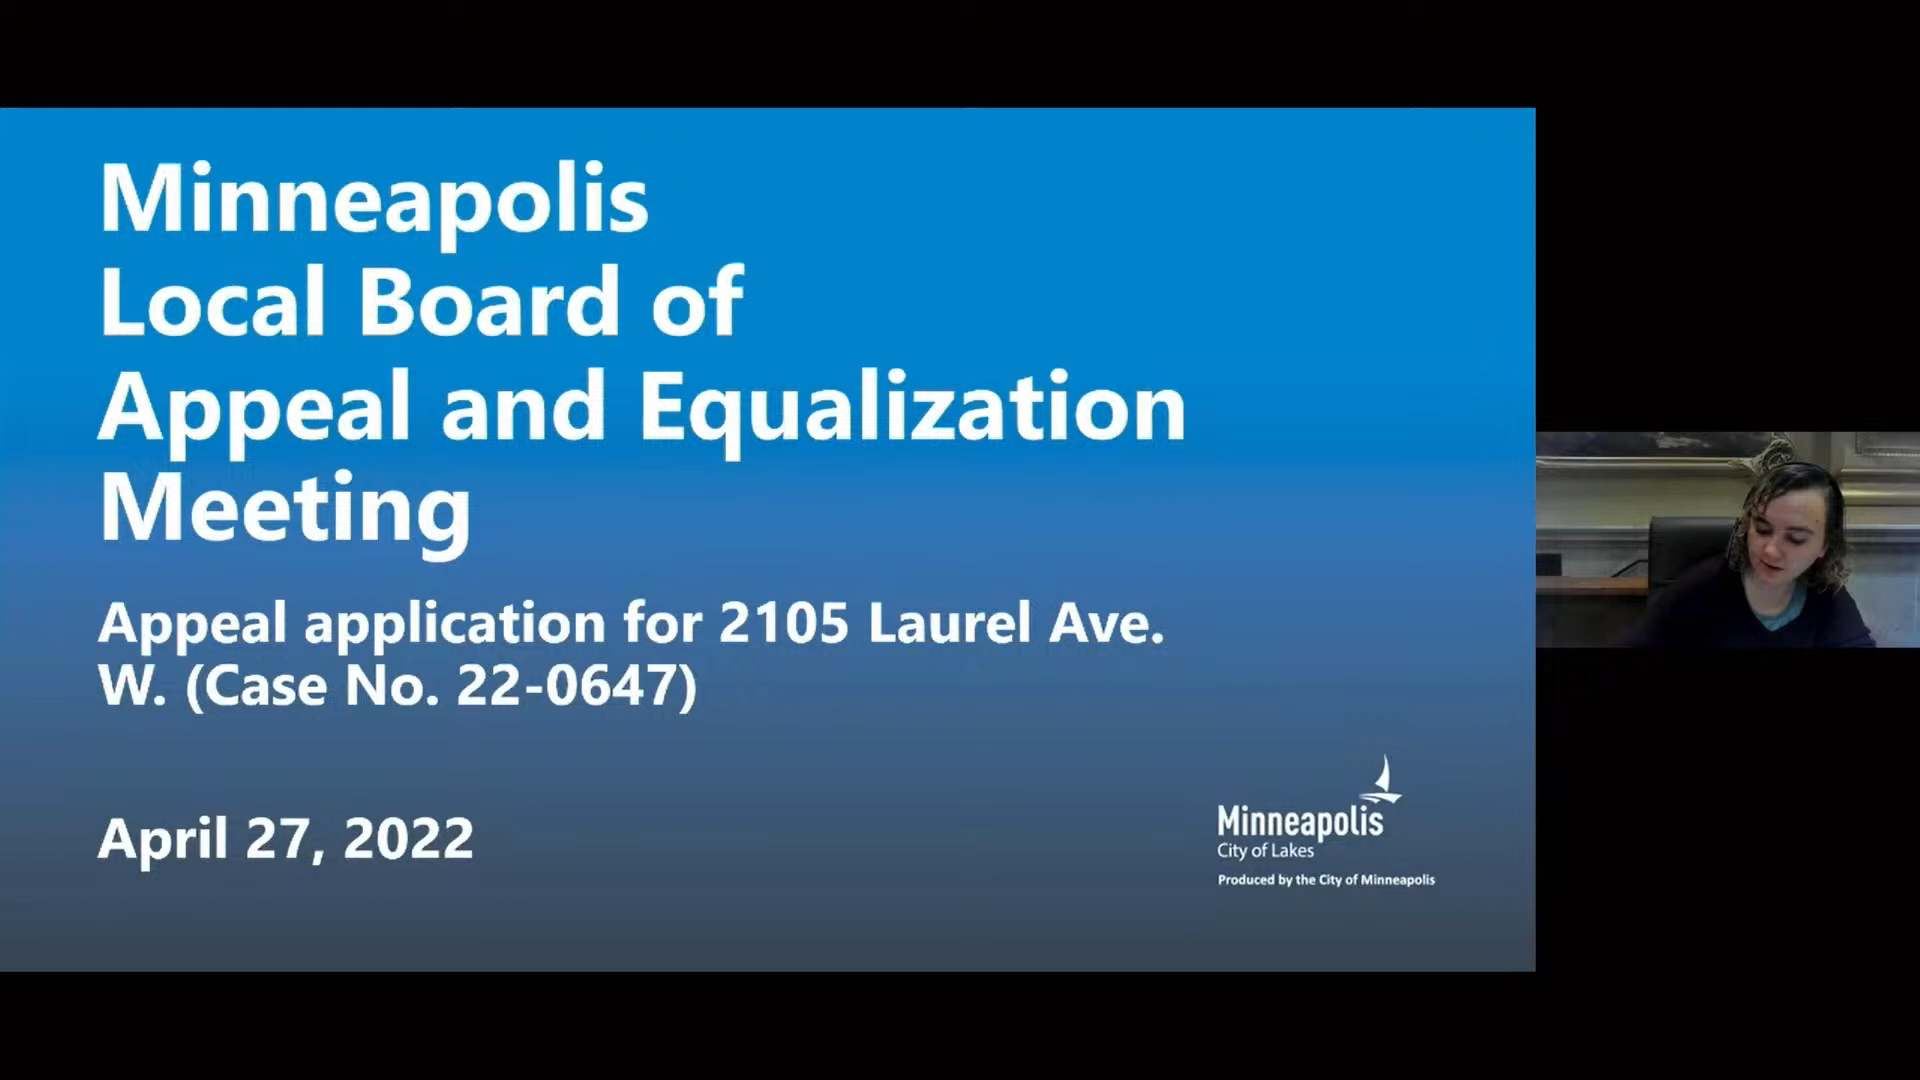 Minneapolis
Local Board of
Appeal and Equalization
Meeting
Appeal application for 2105 Laurel Ave.
W. (Case No. 22-0647)
April 27, 2022
Minneapolis
City of Lakes
Produced by the City of Minneapolis